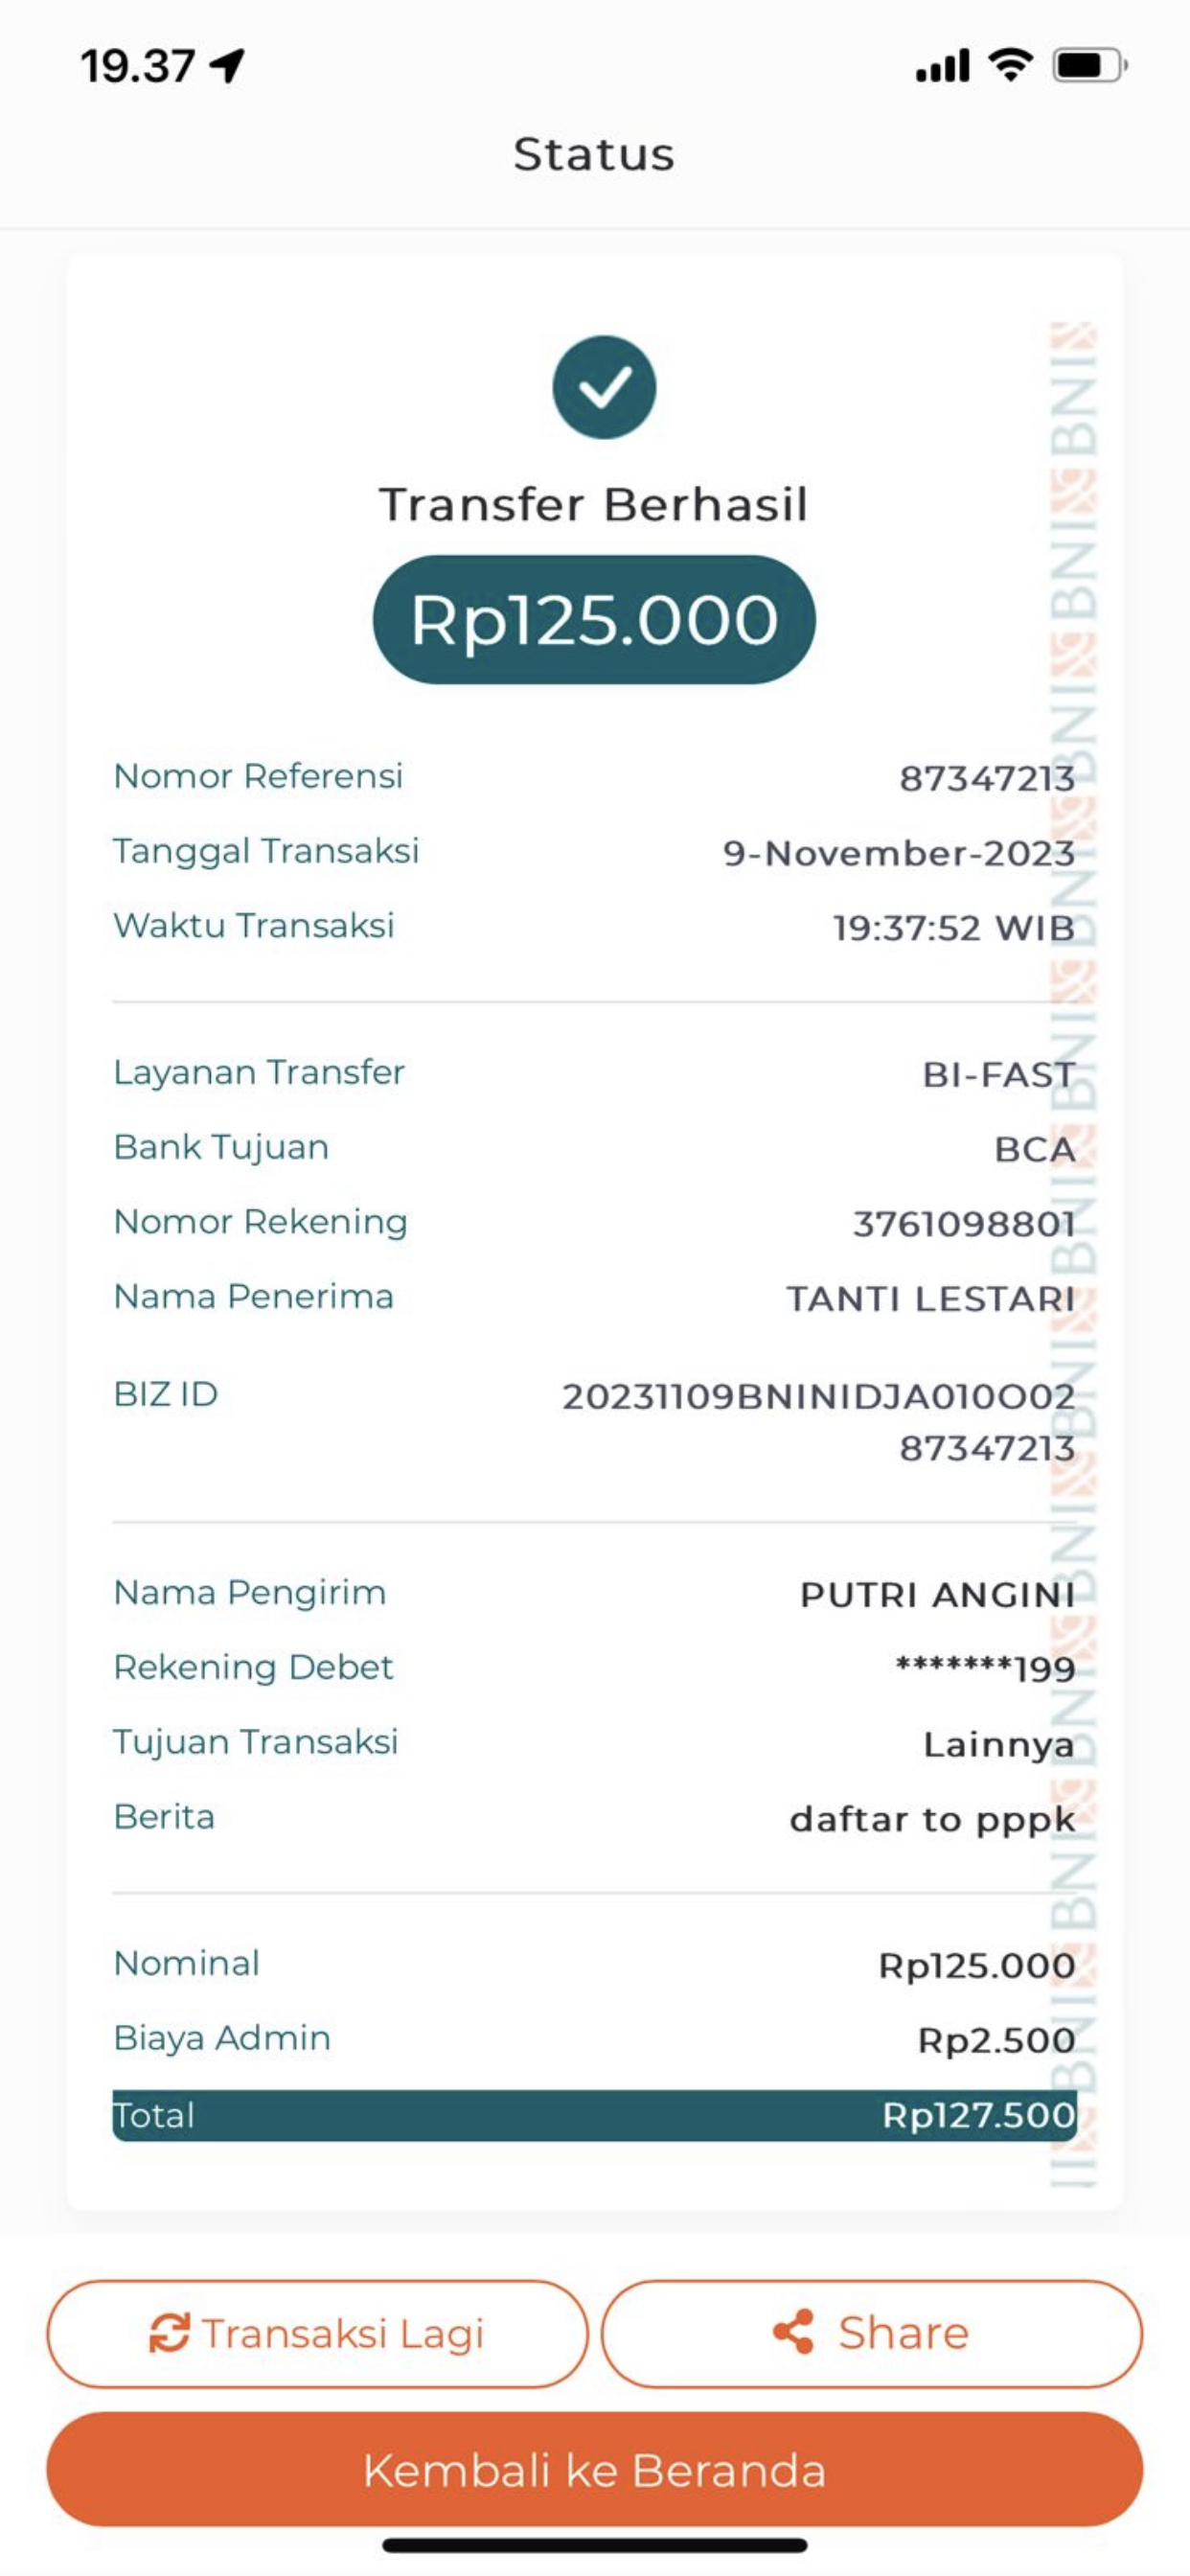 19.37
Status
Transfer Berhasil
Rp125.000
Nomor Referensi 87347213
Tanggal Transaksi 9-November-2023
Waktu Transaksi 19:37:52 WIB
Layanan Transfer BI-FAST
Bank Tujuan BCA
Nomor Rekening 3761098801
Nama Penerima TANTI LESTARI
BIZ ID 20231109BNINIDJA010O02
87347213
Nama Pengirim PUTRI ANGINI
Rekening Debet *******199
Tujuan Transaksi Lainnya
Berita daftar to pppk
Nominal Rp125.000
Biaya Admin Rp2.500
Total Rp127.500
BNI BNI BNI BNI BNI BNI BNI BNI BNI BNI BNI
Transaksi Lagi
Share
Kembali ke Beranda